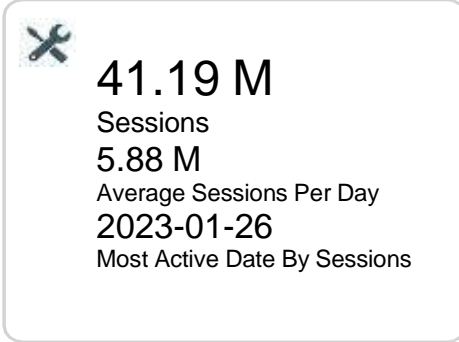 41.19 M
Sessions
5.88 M
Average Sessions Per Day
2023-01-26
Most Active Date By Sessions